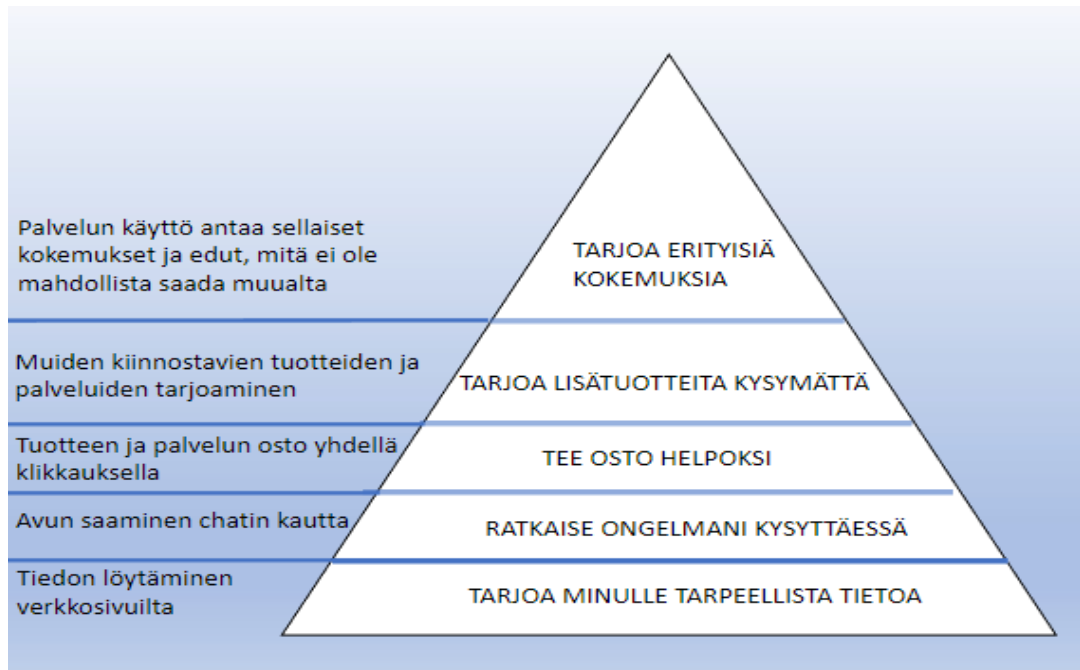 Palvelun käyttö antaa sellaiset
kokemukset ja edut, mitä ei ole
mahdollista saada muualta
TARJOA ERITYISIÄ
KOKEMUKSIA
Muiden kiinnostavien tuotteiden ja
palveluiden tarjoaminen
TARJOA LISÄTUOTTEITA KYSYMÄTTÄ
Tuotteen ja palvelun osto yhdellä
klikkauksella
TEE OSTO HELPOKSI
Avun saaminen chatin kautta
RATKAISE ONGELMANI KYSYTTÄESSÄ
Tiedon löytäminen
verkkosivuilta
TARJOA MINULLE TARPEELLISTA TIETOA